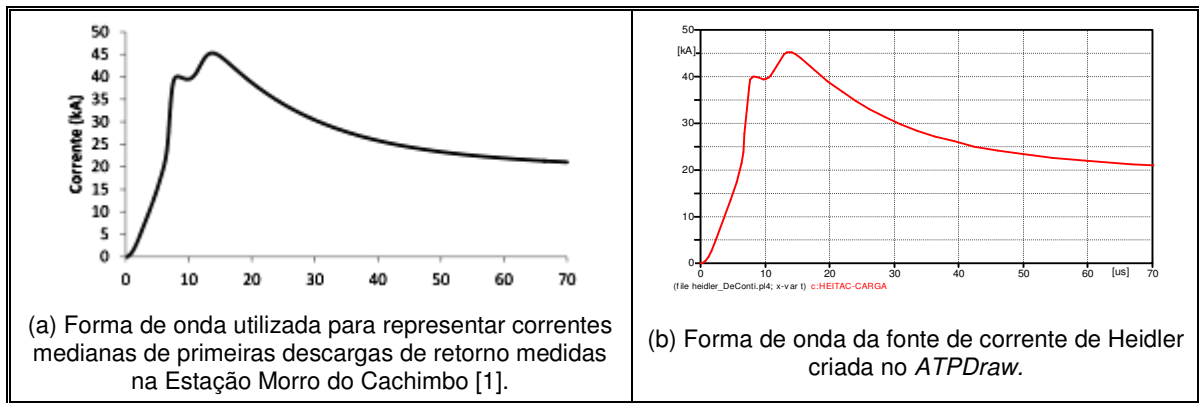 50
45
40
35
30
25
20
15
10
5
0
Corrente (kA)
0 10 20 30 40 50 60 70
(a) Forma de onda utilizada para representar correntes
medianas de primeiras descargas de retorno medidas
na Estação Morro do Cachimbo [1].
50
[kA]
40
30
20
10
0
0 10 20 30 40 50 60 [us] 70
(file heidler_DeConti.pl4; x-var t) c:HEITAC-CARGA
(b) Forma de onda da fonte de corrente de Heidler
criada no ATPDraw.